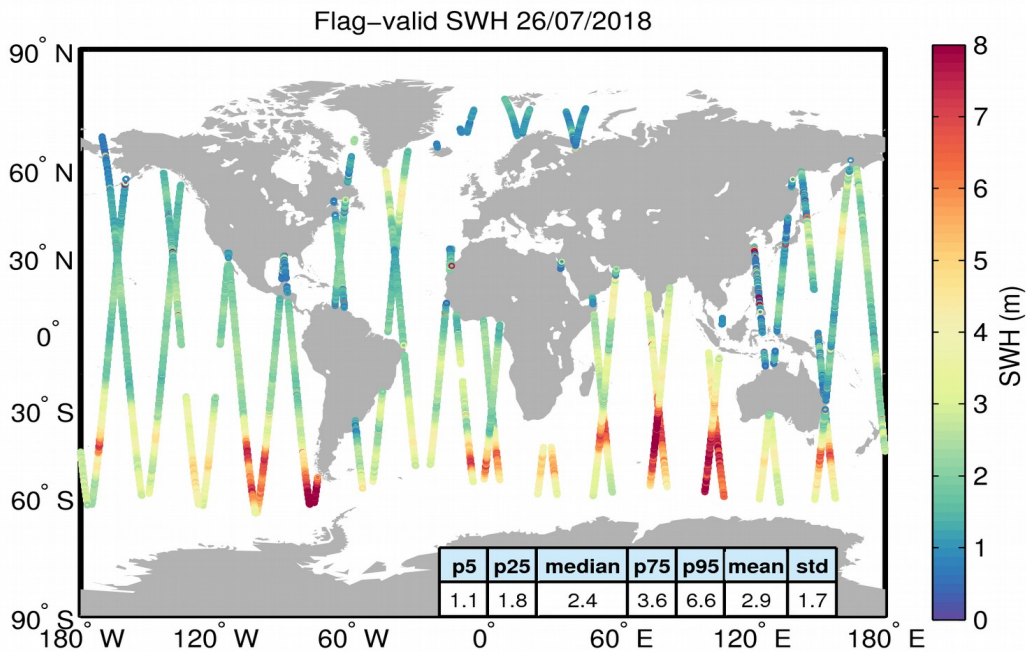 Flag−valid SWH 26/07/2018
90° N
60° N
30° N
0°
30° S
60° S
90° S
180° W
120° W
60° W
0°
60° E
120° E
180° E
p5 p25 median p75 p95 mean std
1.1 1.8 2.4 3.6 6.6 2.9 1.7
8
7
6
5
4
3
2
1
0
SWH (m)